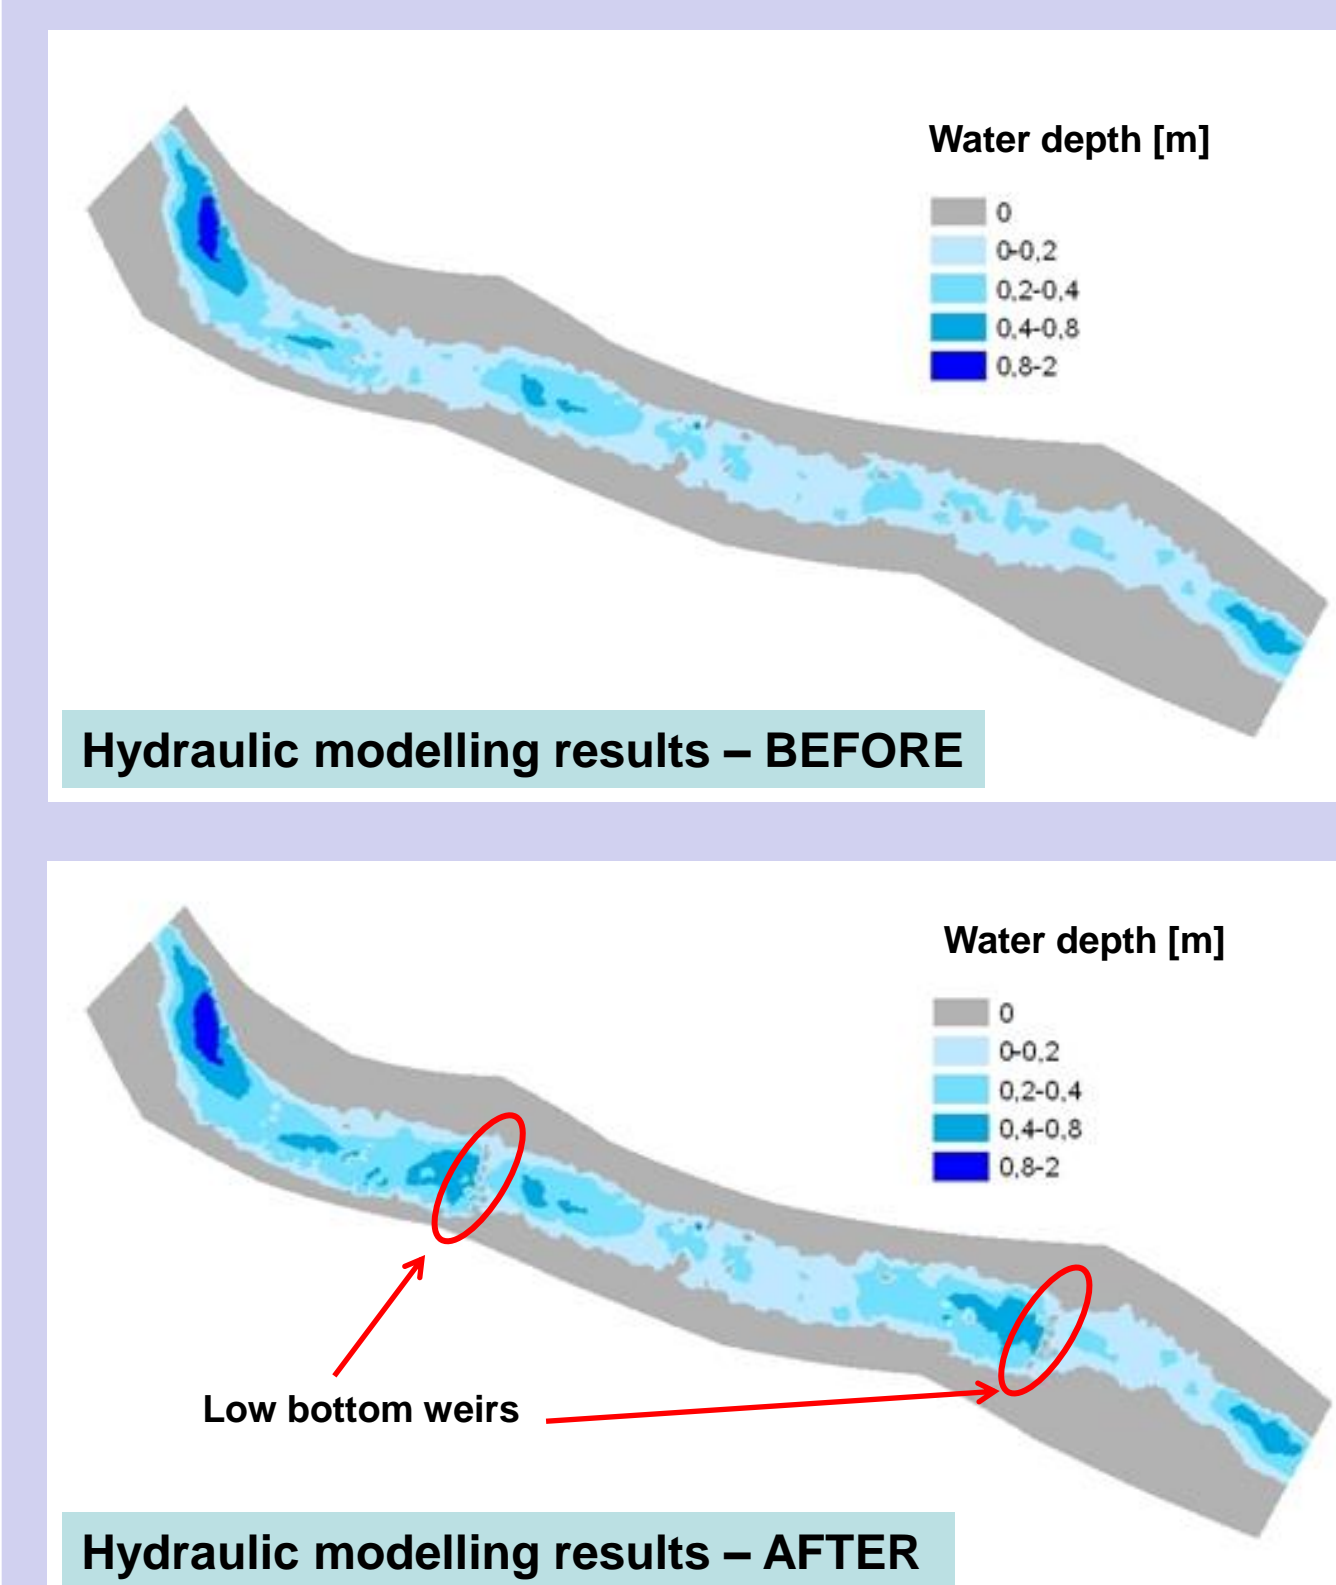 Water depth [m]
0
0-0,2
0,2-0,4
0,4-0,8
0,8-2
Hydraulic modelling results – BEFORE
Water depth [m]
0
0-0,2
0,2-0,4
0,4-0,8
0,8-2
Low bottom weirs
Hydraulic modelling results – AFTER